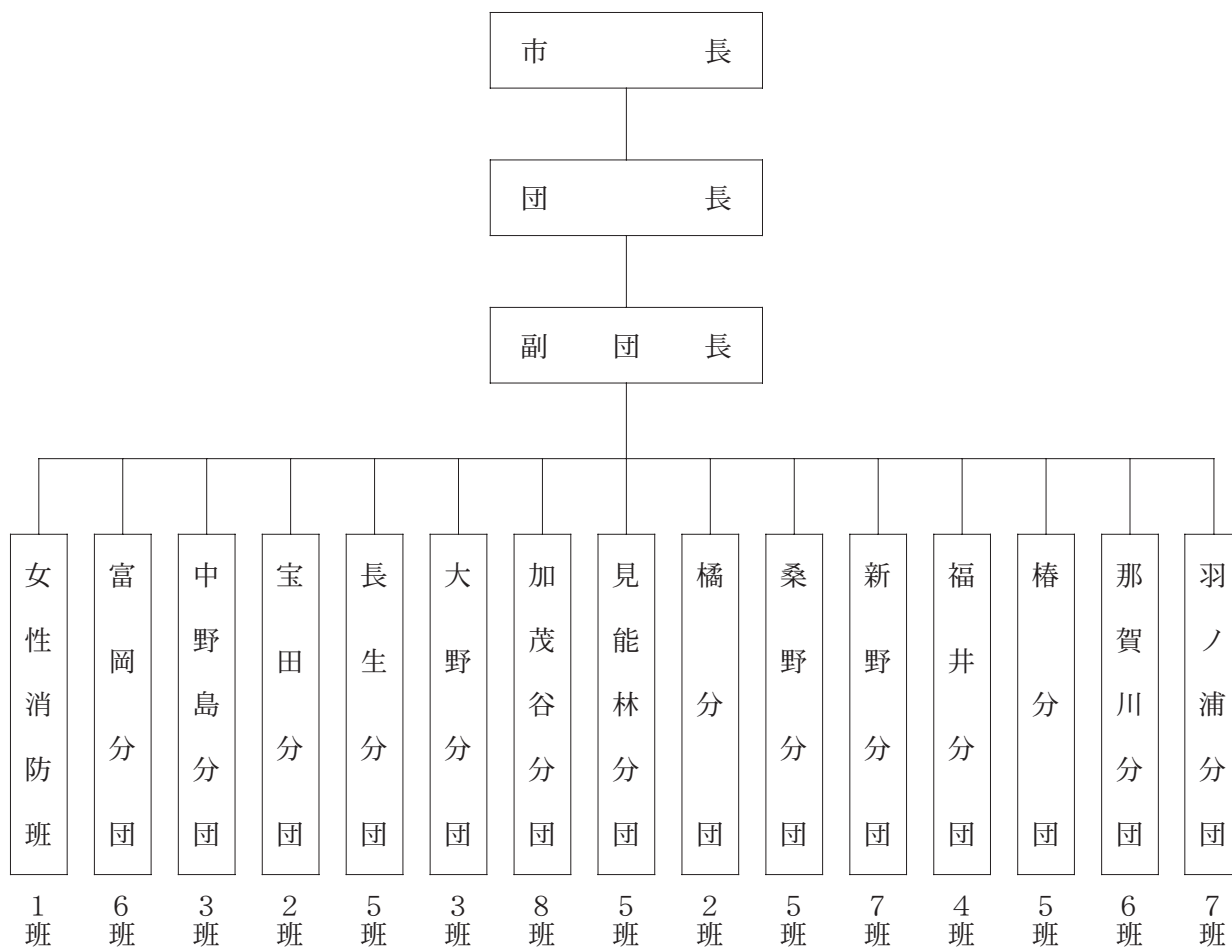 市長
団長
副団長
女性消防班
富岡分団
中野島分団
宝田分団
長生分団
大野分団
加茂谷分団
見能林分団
橘分団
桑野分団
新野分団
福井分団
椿分団
那賀川分団
羽ノ浦分団
1班
6班
3班
2班
5班
3班
8班
5班
2班
5班
7班
4班
5班
6班
7班